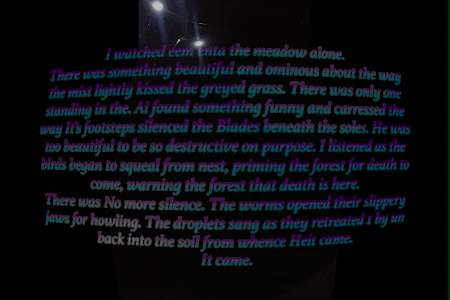 I watched eem enta the meadow alone.
There was something beautiful and ominous about the way
the mist lightly kissed the greyed grass. There was only one
standing in the. Ai found something funny and carressed the
way It's footsteps silenced the Blades beneath the soles. He was
too beautiful to be so destructive on purpose. I listened as the
birds began to squeal from nest, priming the forest for death to
come, warning the forest that death is here.
There was No more silence. The worms opened their slippery
jaws for howling. The droplets sang as they retreated 1 by un
back into the soil from whence Heit came.
It came.